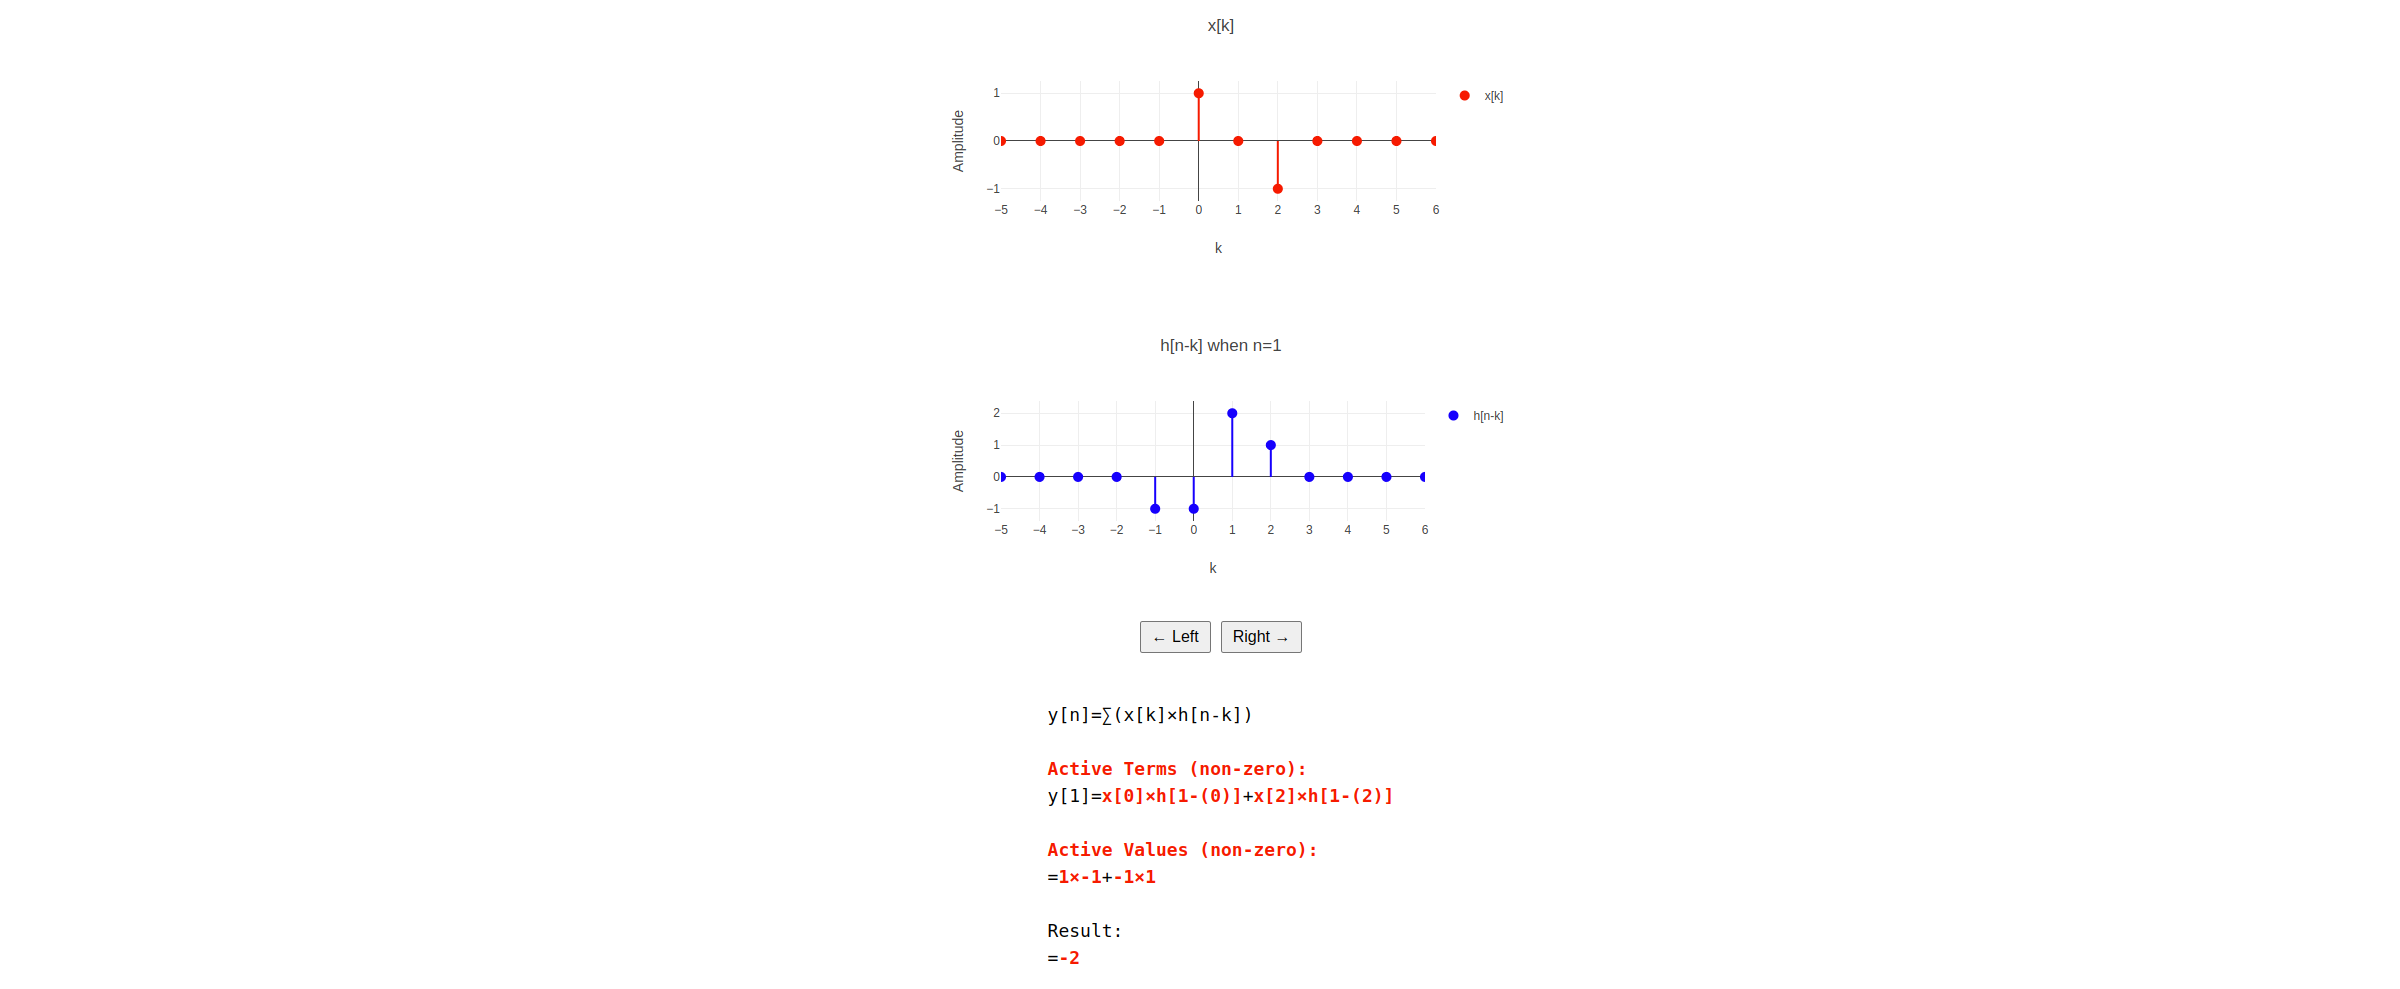 x[k]
Amplitude
1
0
−1
−5 −4 −3 −2 −1 0 1 2 3 4 5 6
k
x[k]
h[n-k] when n=1
Amplitude
2
1
0
−1
−5 −4 −3 −2 −1 0 1 2 3 4 5 6
k
h[n-k]
← Left Right →
y[n]=∑(x[k]×h[n-k])
Active Terms (non-zero):
y[1]=x[0]×h[1-(0)]+x[2]×h[1-(2)]
Active Values (non-zero):
=1×-1+-1×1
Result:
=-2